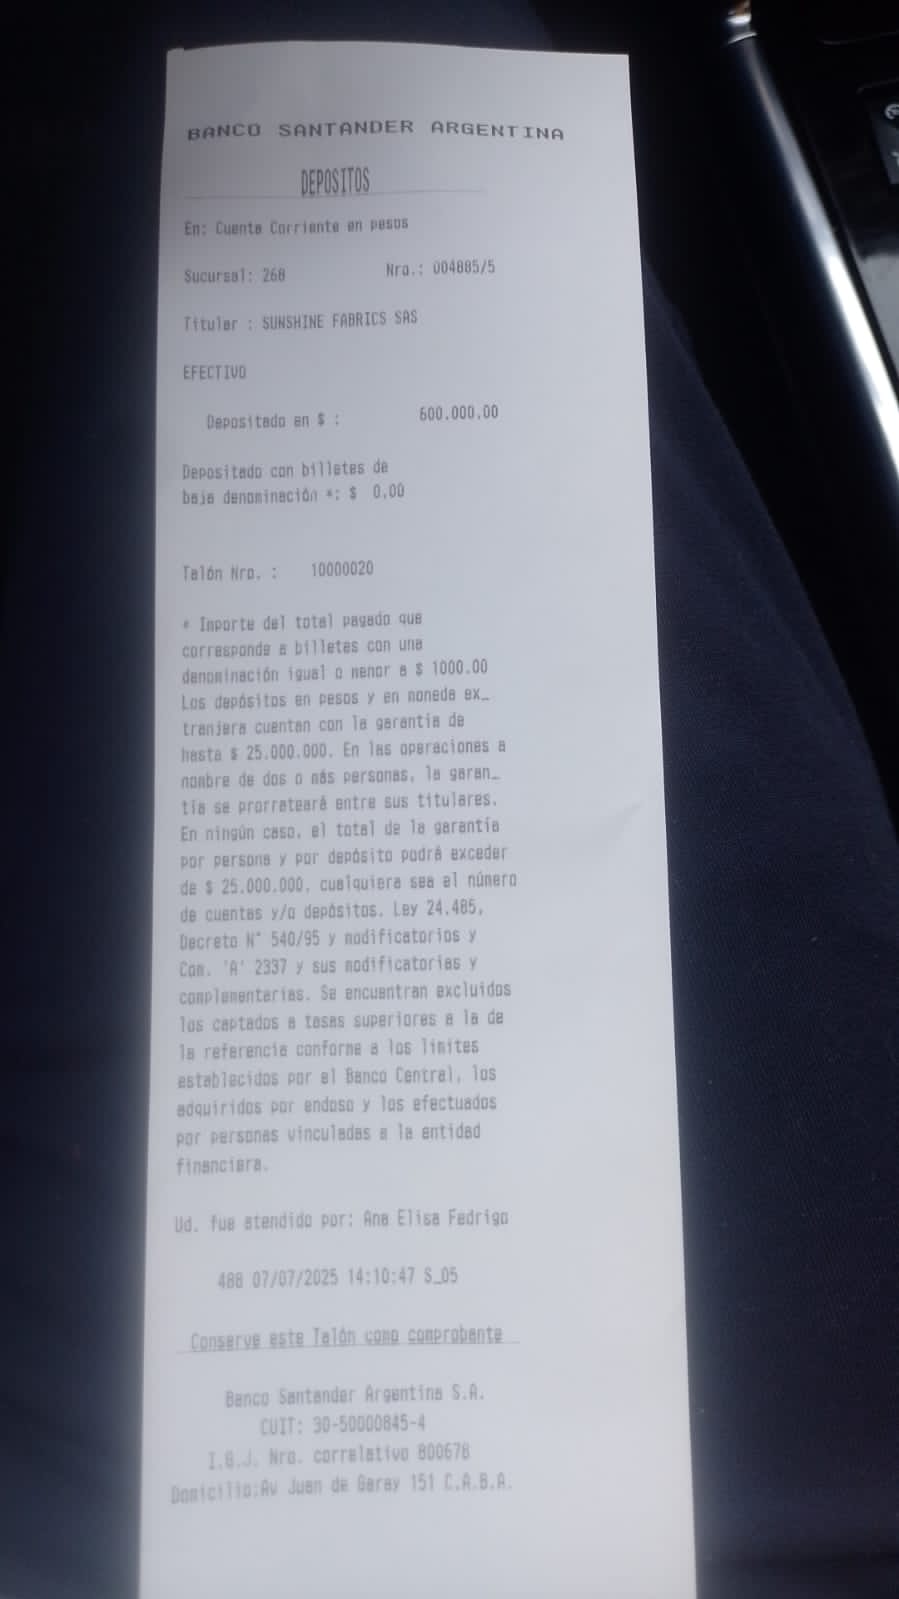 BANCO SANTANDER ARGENTINA
DEPOSITOS
En: Cuenta Corriente en pesos
Sucursal: 268 Nro.: 004885/5
Titular : SUNSHINE FABRICS SAS
EFECTIVO
Depositado en $ : 600.000,00
Depositado con billetes de
baja denominación *: $ 0,00
Talón Nro. : 10000020
* Importe del total pagado que
corresponde a billetes con una
denominación igual o menor a $ 1000.00
Los depósitos en pesos y en moneda ex_
tranjera cuentan con la garantía de
hasta $ 25.000.000. En las operaciones a
nombre de dos o más personas, la garan_
tía se prorrateará entre sus titulares.
En ningún caso, el total de la garantía
por persona y por depósito podrá exceder
de $ 25.000.000, cualquiera sea el número
de cuentas y/o depósitos. Ley 24.485,
Decreto N° 540/95 y modificatorios y
Com. 'A' 2337 y sus modificatorias y
complementarias. Se encuentran excluidos
los captados a tasas superiores a la de
la referencia conforme a los límites
establecidos por el Banco Central, los
adquiridos por endoso y los efectuados
por personas vinculadas a la entidad
financiera.
Ud. fue atendido por: Ana Elisa Fedrigo
488 07/07/2025 14:10:47 S_05
Conserve este Talón como comprobante
Banco Santander Argentina S.A.
CUIT: 30-50000845-4
I.G.J. Nro. correlativo 800678
Domicilio:Av Juan de Garay 151 C.A.B.A.